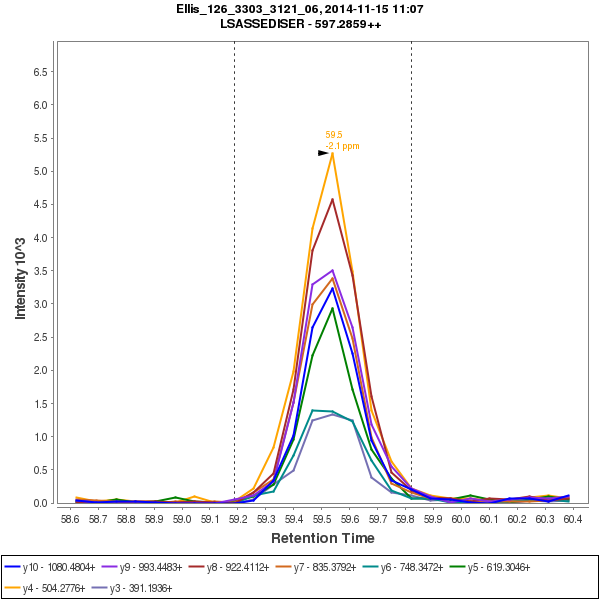 Ellis_126_3303_3121_06, 2014-11-15 11:07
LSASSEDISER - 597.2859++
59.5
-2.1 ppm
Intensity 10^3
6.5
6.0
5.5
5.0
4.5
4.0
3.5
3.0
2.5
2.0
1.5
1.0
0.5
0.0
58.6 58.7 58.8 58.9 59.0 59.1 59.2 59.3 59.4 59.5 59.6 59.7 59.8 59.9 60.0 60.1 60.2 60.3 60.4
Retention Time
y10 - 1080.4804+ y9 - 993.4483+ y8 - 922.4112+ y7 - 835.3792+ y6 - 748.3472+ y5 - 619.3046+
y4 - 504.2776+ y3 - 391.1936+